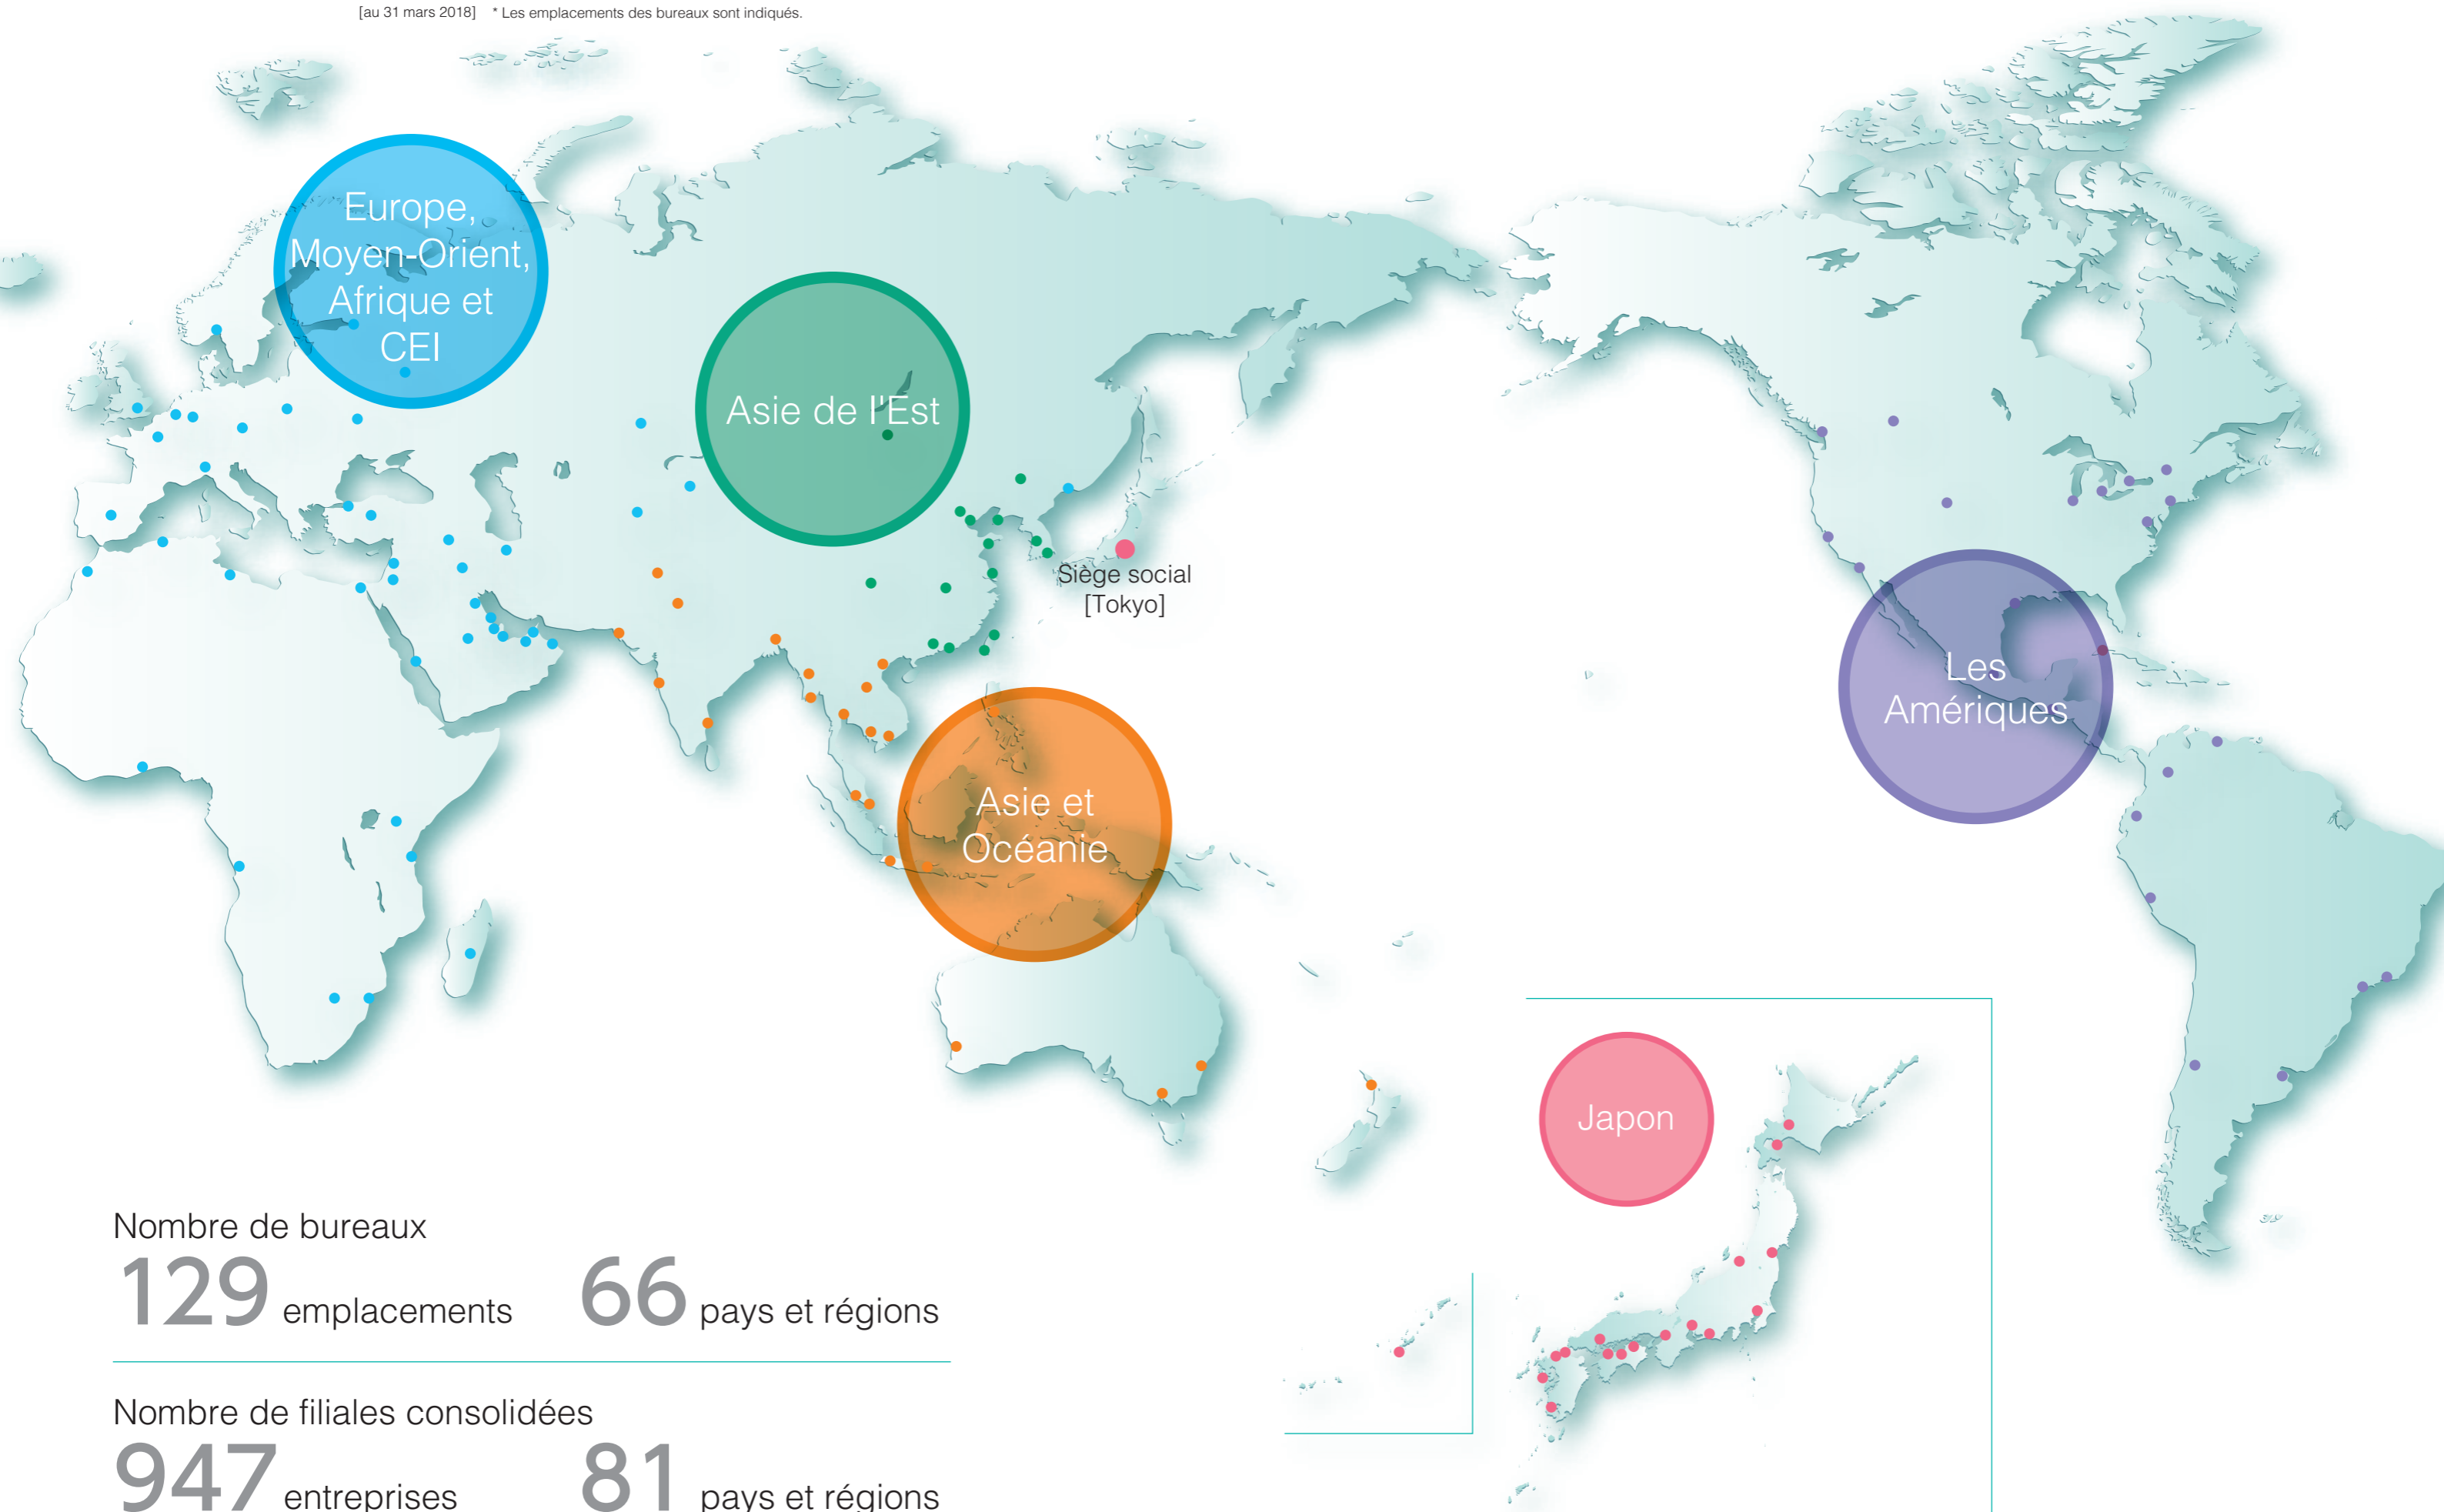 [au 31 mars 2018] * Les emplacements des bureaux sont indiqués.
Europe,
Moyen-Orient,
Afrique et
CEI
Asie de l'Est
Siège social
[Tokyo]
Les
Amériques
Asie et
Océanie
Japon
Nombre de bureaux
129 emplacements 66 pays et régions
Nombre de filiales consolidées
947 entreprises 81 pays et régions